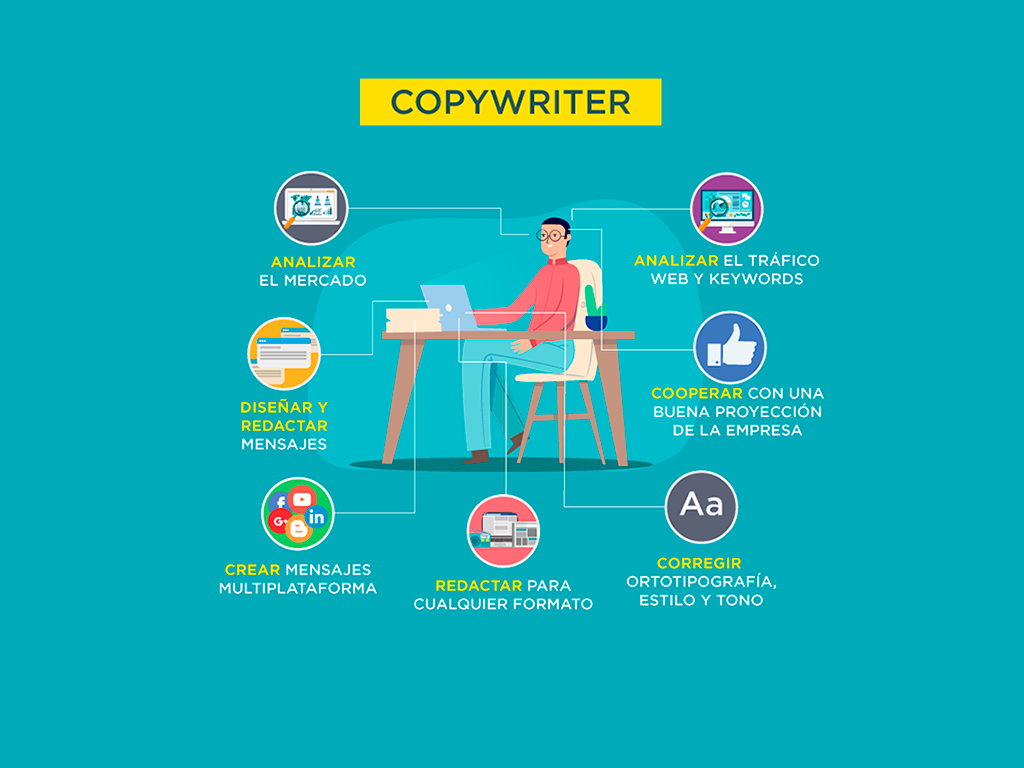 COPYWRITER
ANALIZAR
EL MERCADO
ANALIZAR EL TRÁFICO
WEB Y KEYWORDS
DISEÑAR Y
REDACTAR
MENSAJES
COOPERAR CON UNA
BUENA PROYECCIÓN
DE LA EMPRESA
f
G+
in
CREAR MENSAJES
MULTIPLATAFORMA
REDACTAR PARA
CUALQUIER FORMATO
Aa
CORREGIR
ORTOTIPOGRAFÍA,
ESTILO Y TONO